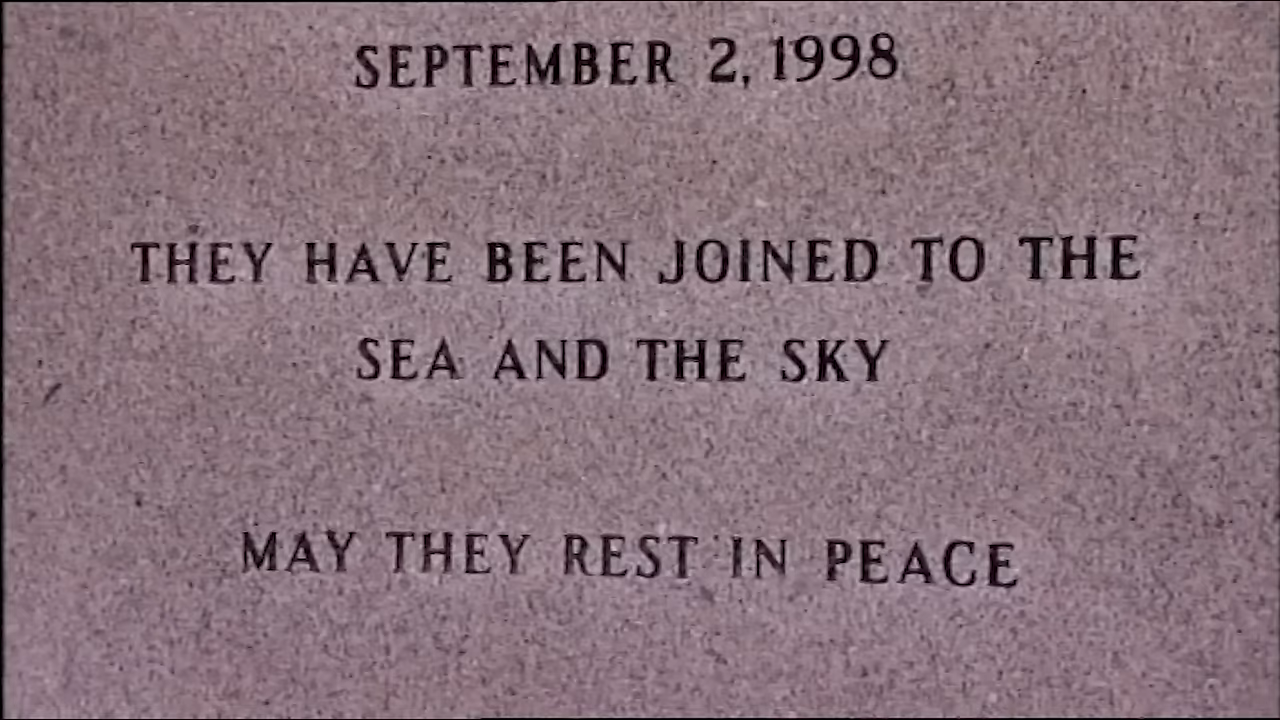 SEPTEMBER 2, 1998
THEY HAVE BEEN JOINED TO THE
SEA AND THE SKY
MAY THEY REST IN PEACE